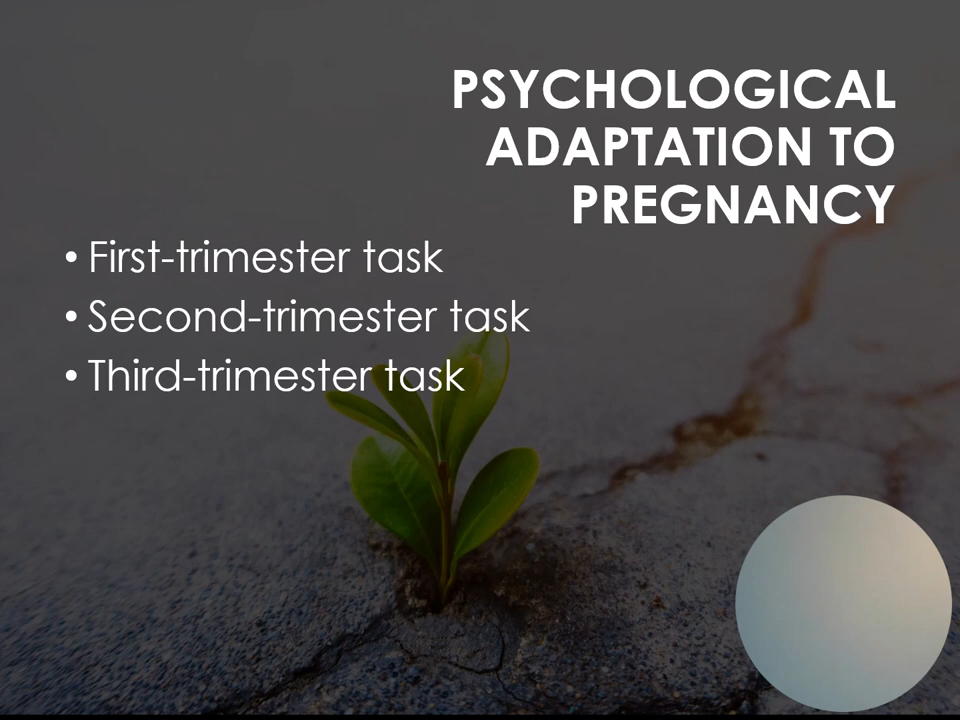 PSYCHOLOGICAL
ADAPTATION TO
PREGNANCY
• First-trimester task
• Second-trimester task
• Third-trimester task